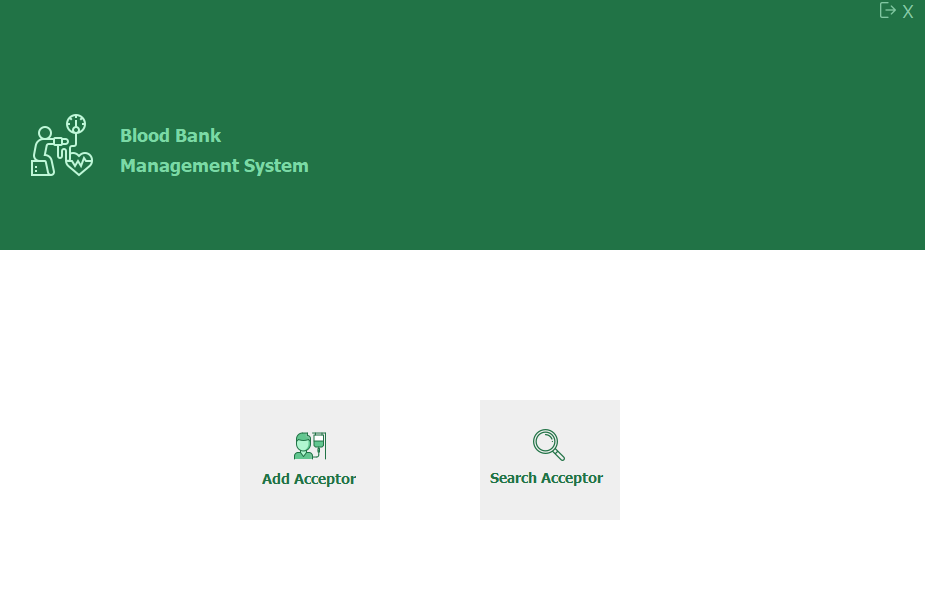 X
Blood Bank
Management System
Add Acceptor
Search Acceptor